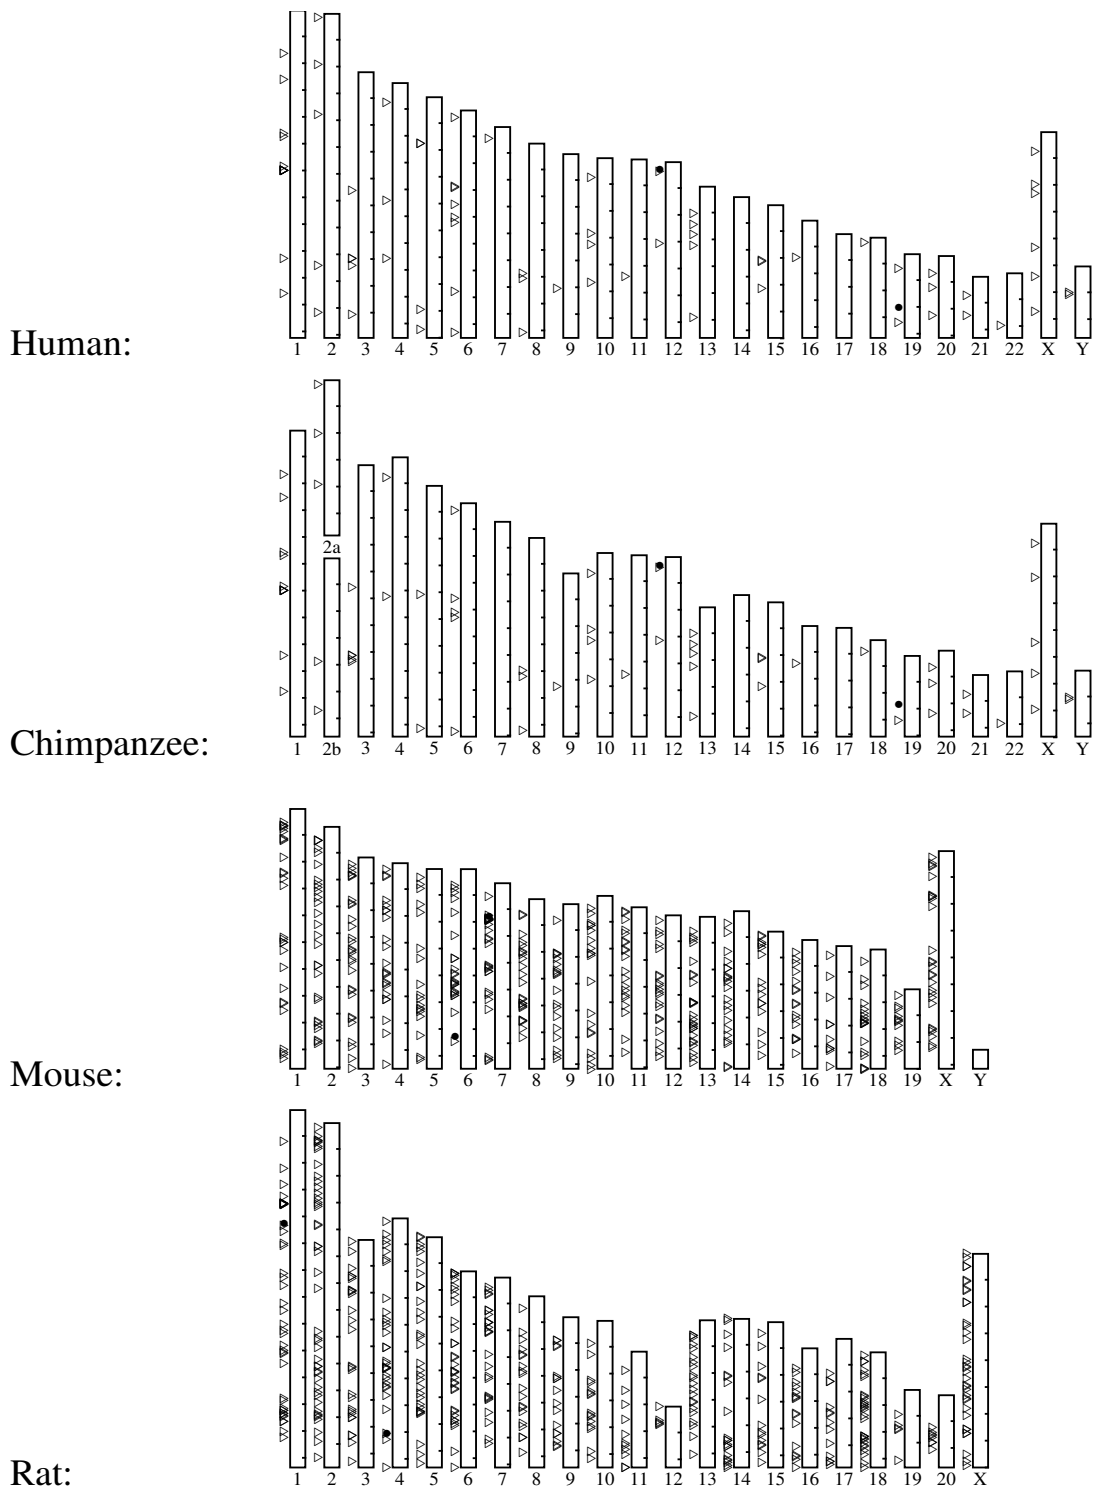 Human:
1 2 3 4 5 6 7 8 9 10 11 12 13 14 15 16 17 18 19 20 21 22 X Y
2a
Chimpanzee:
1 2b 3 4 5 6 7 8 9 10 11 12 13 14 15 16 17 18 19 20 21 22 X Y
Mouse:
1 2 3 4 5 6 7 8 9 10 11 12 13 14 15 16 17 18 19 X Y
Rat:
1 2 3 4 5 6 7 8 9 10 11 12 13 14 15 16 17 18 19 20 X